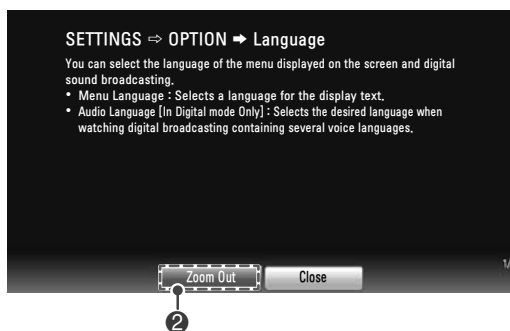 SETTINGS ⇨ OPTION ➡ Language
You can select the language of the menu displayed on the screen and digital
sound broadcasting.
• Menu Language : Selects a language for the display text.
• Audio Language [In Digital mode Only] : Selects the desired language when
watching digital broadcasting containing several voice languages.
1/
Zoom Out Close
2